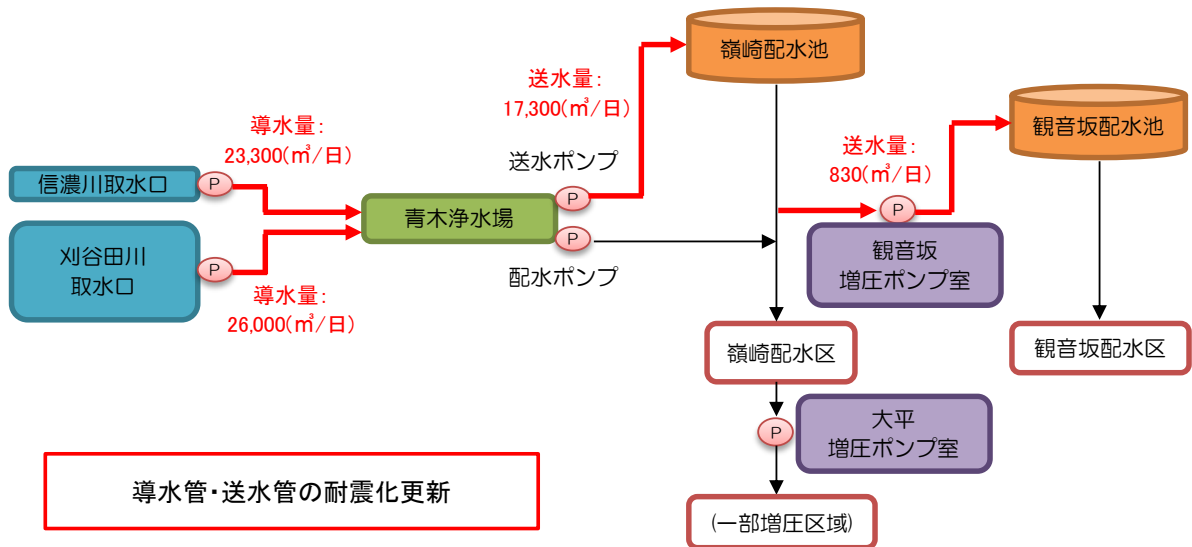 嶺崎配水池
送水量：
17,300(㎥/日)
観音坂配水池
導水量：
23,300(㎥/日)
送水ポンプ
送水量：
830(㎥/日)
信濃川取水口
P
P
青木浄水場
P
P
刈谷田川
取水口
P
配水ポンプ
観音坂
増圧ポンプ室
導水量：
26,000(㎥/日)
嶺崎配水区
観音坂配水区
P
大平
増圧ポンプ室
導水管・送水管の耐震化更新
(一部増圧区域)